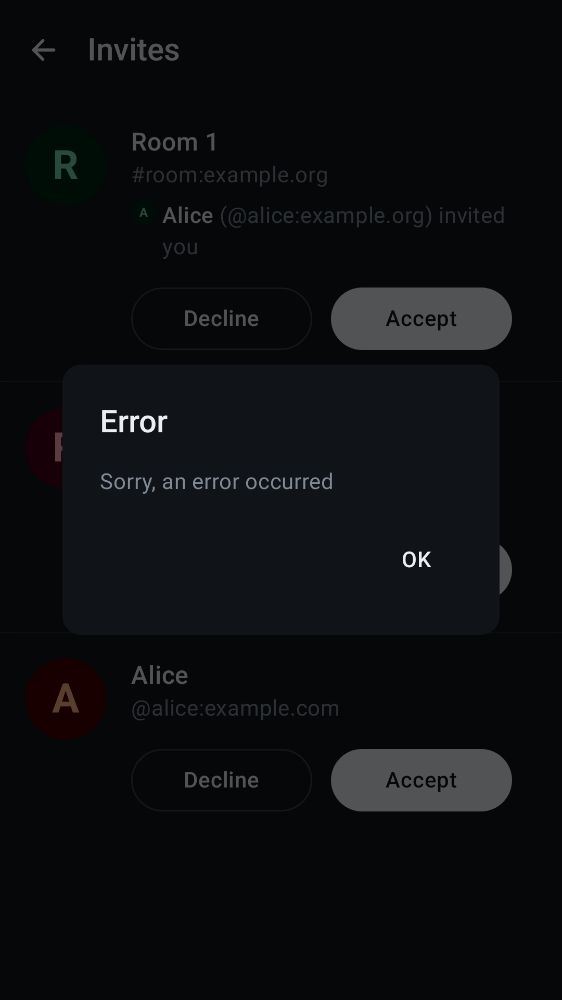 Invites
R
Room 1
#room:example.org
A Alice (@alice:example.org) invited
you
Decline Accept
Error
Sorry, an error occurred
OK
A
Alice
@alice:example.com
Decline Accept